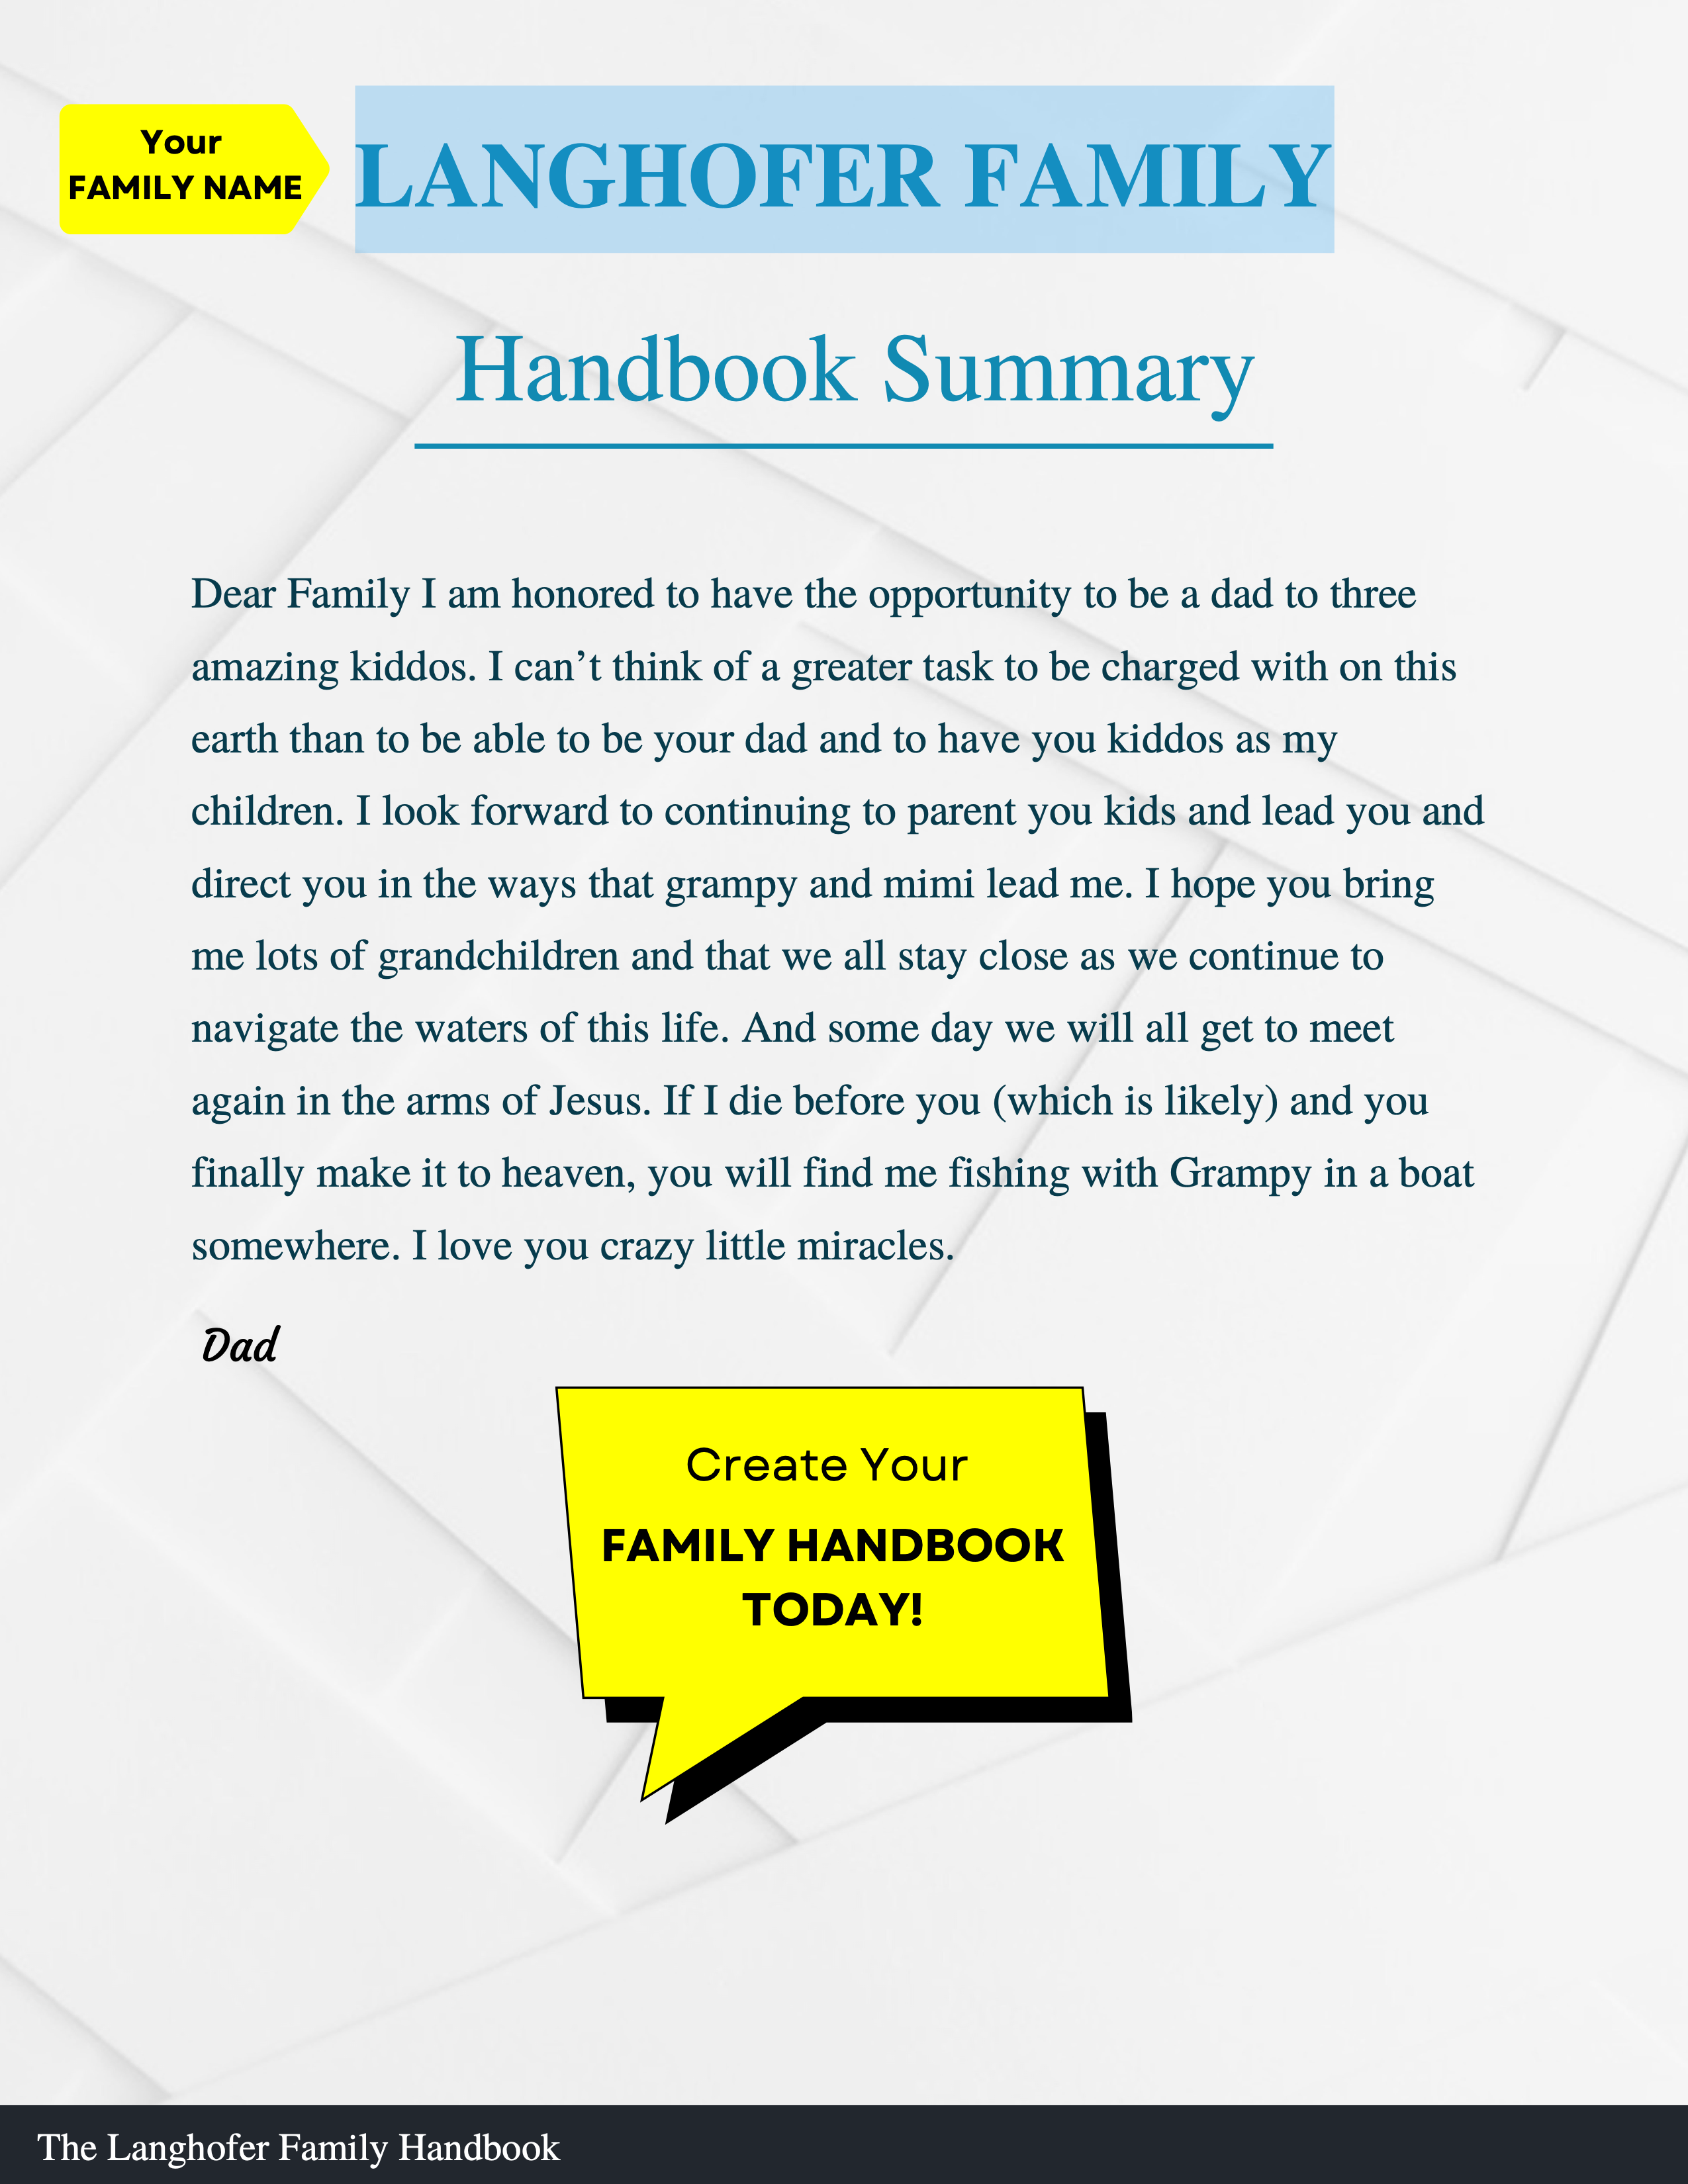 Your
FAMILY NAME
LANGHOFER FAMILY
Handbook Summary
Dear Family I am honored to have the opportunity to be a dad to three
amazing kiddos. I can’t think of a greater task to be charged with on this
earth than to be able to be your dad and to have you kiddos as my
children. I look forward to continuing to parent you kids and lead you and
direct you in the ways that grampy and mimi lead me. I hope you bring
me lots of grandchildren and that we all stay close as we continue to
navigate the waters of this life. And some day we will all get to meet
again in the arms of Jesus. If I die before you (which is likely) and you
finally make it to heaven, you will find me fishing with Grampy in a boat
somewhere. I love you crazy little miracles.
Dad
Create Your
FAMILY HANDBOOK
TODAY!
The Langhofer Family Handbook